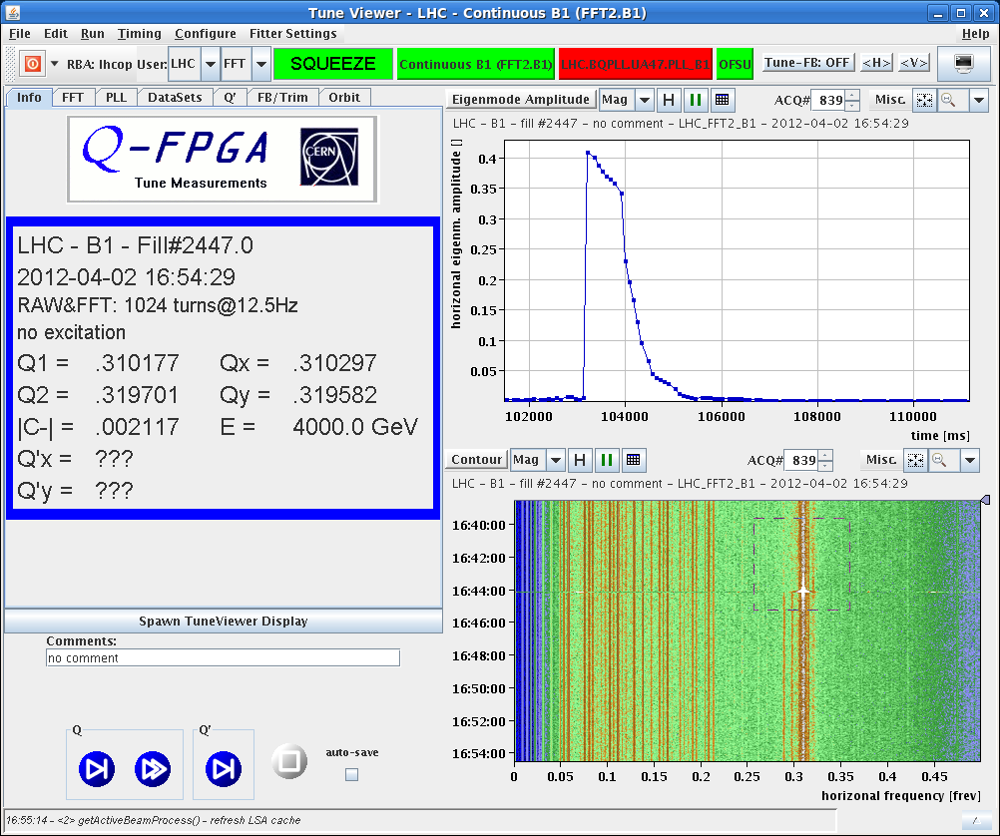 Tune Viewer - LHC - Continuous B1 (FFT2.B1)
File Edit Run Timing Configure Fitter Settings Help
RBA: lhcop User: LHC FFT SQUEEZE Continuous B1 (FFT2.B1) LHC.BQPLL.UA47.PLL_B1 OFSU Tune-FB: OFF <H> <V>
Info FFT PLL DataSets Q' FB/Trim Orbit
Q-FPGA
Tune Measurements
CERN
LHC - B1 - Fill#2447.0
2012-04-02 16:54:29
RAW&FFT: 1024 turns@12.5Hz
no excitation
Q1 = .310177 Qx = .310297
Q2 = .319701 Qy = .319582
|C-| = .002117 E = 4000.0 GeV
Q'x = ???
Q'y = ???
Spawn TuneViewer Display
Comments:
no comment
Q Q'
auto-save
Eigenmode Amplitude Mag H ACQ# 839 Misc.
LHC - B1 - fill #2447 - no comment - LHC_FFT2_B1 - 2012-04-02 16:54:29
horizonal eigenm. amplitude []
0.4
0.35
0.3
0.25
0.2
0.15
0.1
0.05
102000 104000 106000 108000 110000
time [ms]
Contour Mag H ACQ# 839 Misc.
LHC - B1 - fill #2447 - no comment - LHC_FFT2_B1 - 2012-04-02 16:54:29
16:40:00
16:42:00
16:44:00
16:46:00
16:48:00
16:50:00
16:52:00
16:54:00
0 0.05 0.1 0.15 0.2 0.25 0.3 0.35 0.4 0.45
horizonal frequency [frev]
16:55:14 - <2> getActiveBeamProcess() - refresh LSA cache